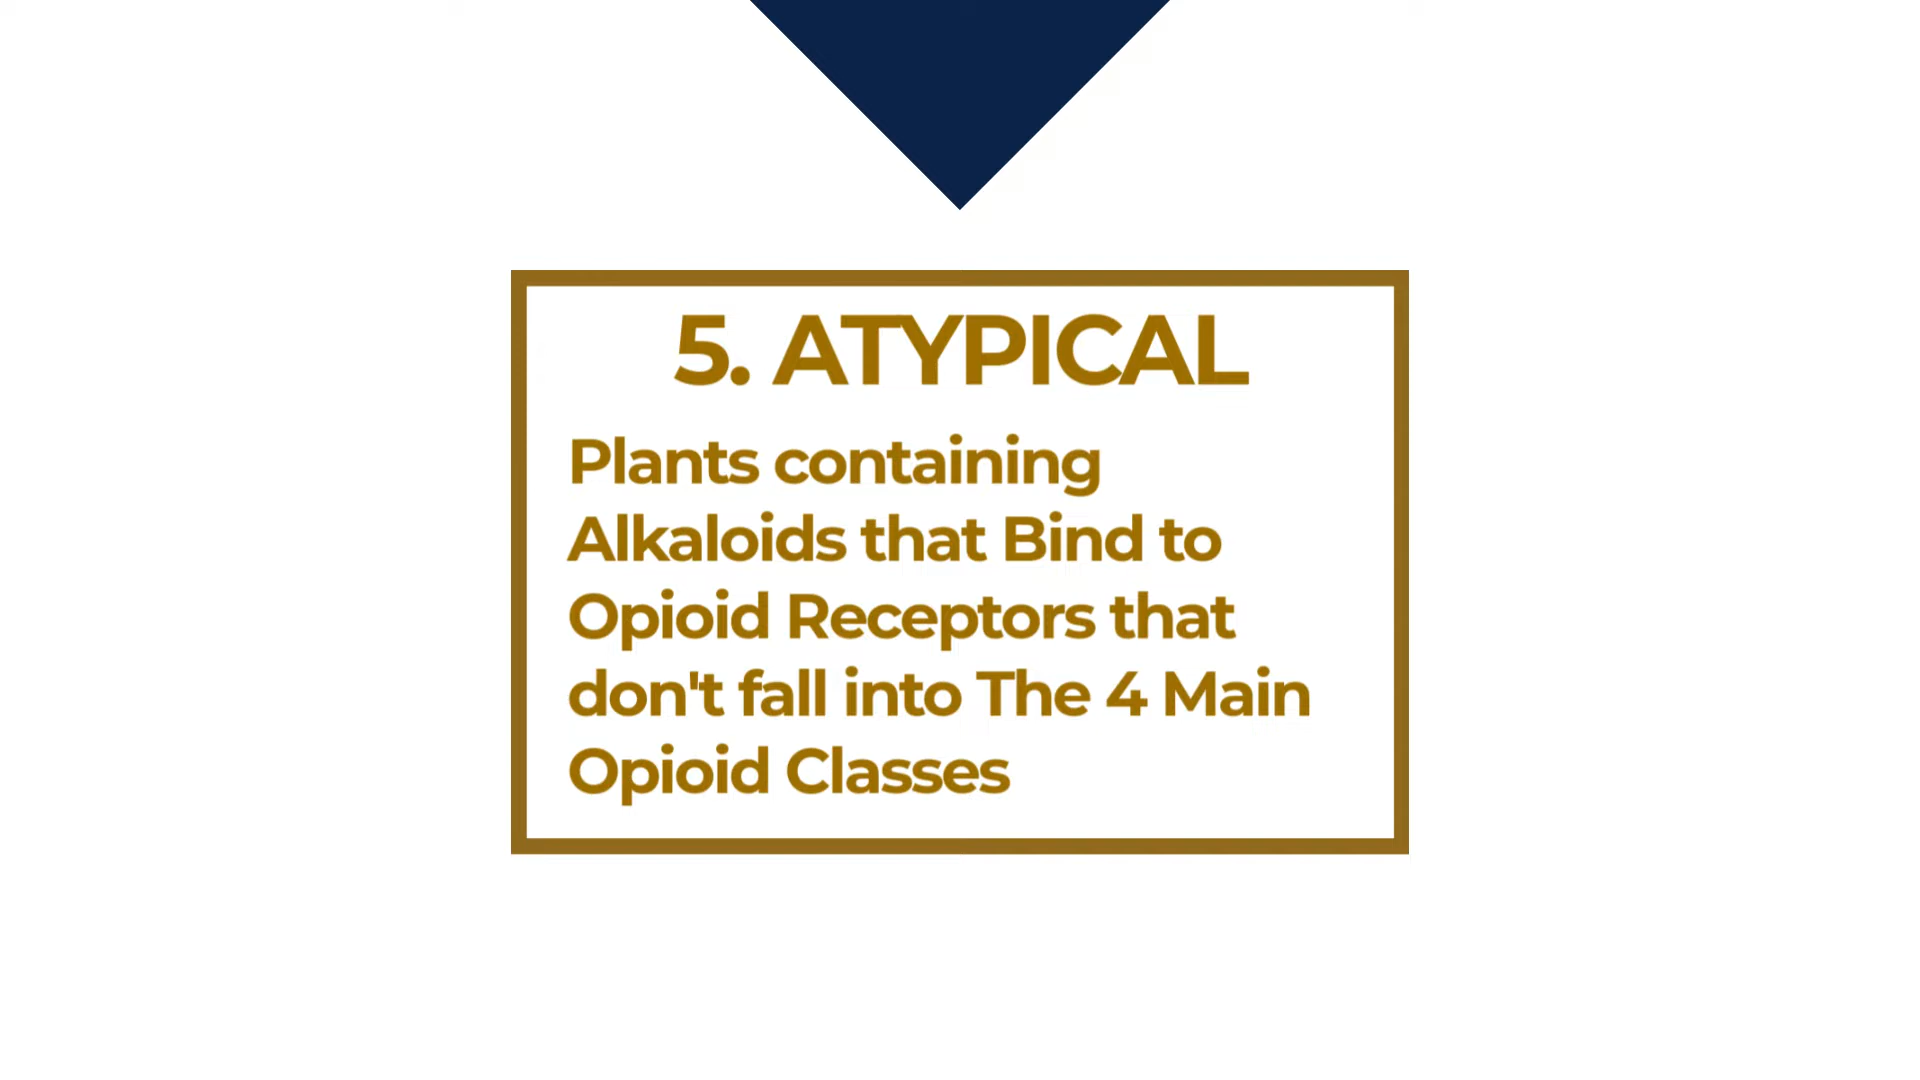 5. ATYPICAL
Plants containing
Alkaloids that Bind to
Opioid Receptors that
don't fall into The 4 Main
Opioid Classes